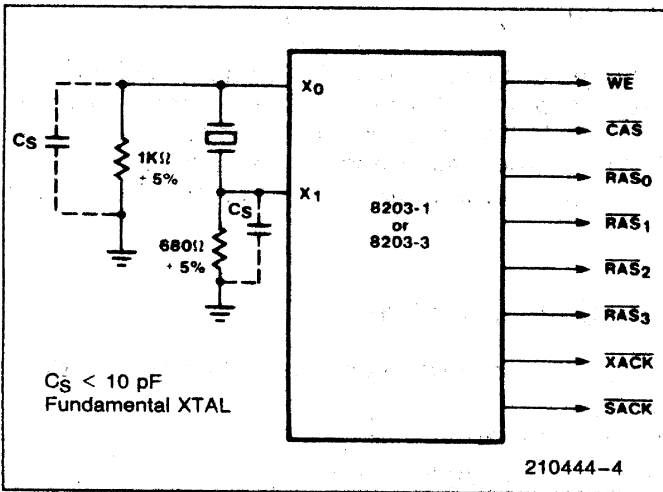 X0
CS
1KΩ
+ 5%
X1
CS
680Ω
+ 5%
8203-1
or
8203-3
WE
CAS
RAS0
RAS1
RAS2
RAS3
XACK
SACK
CS < 10 pF
Fundamental XTAL
210444-4